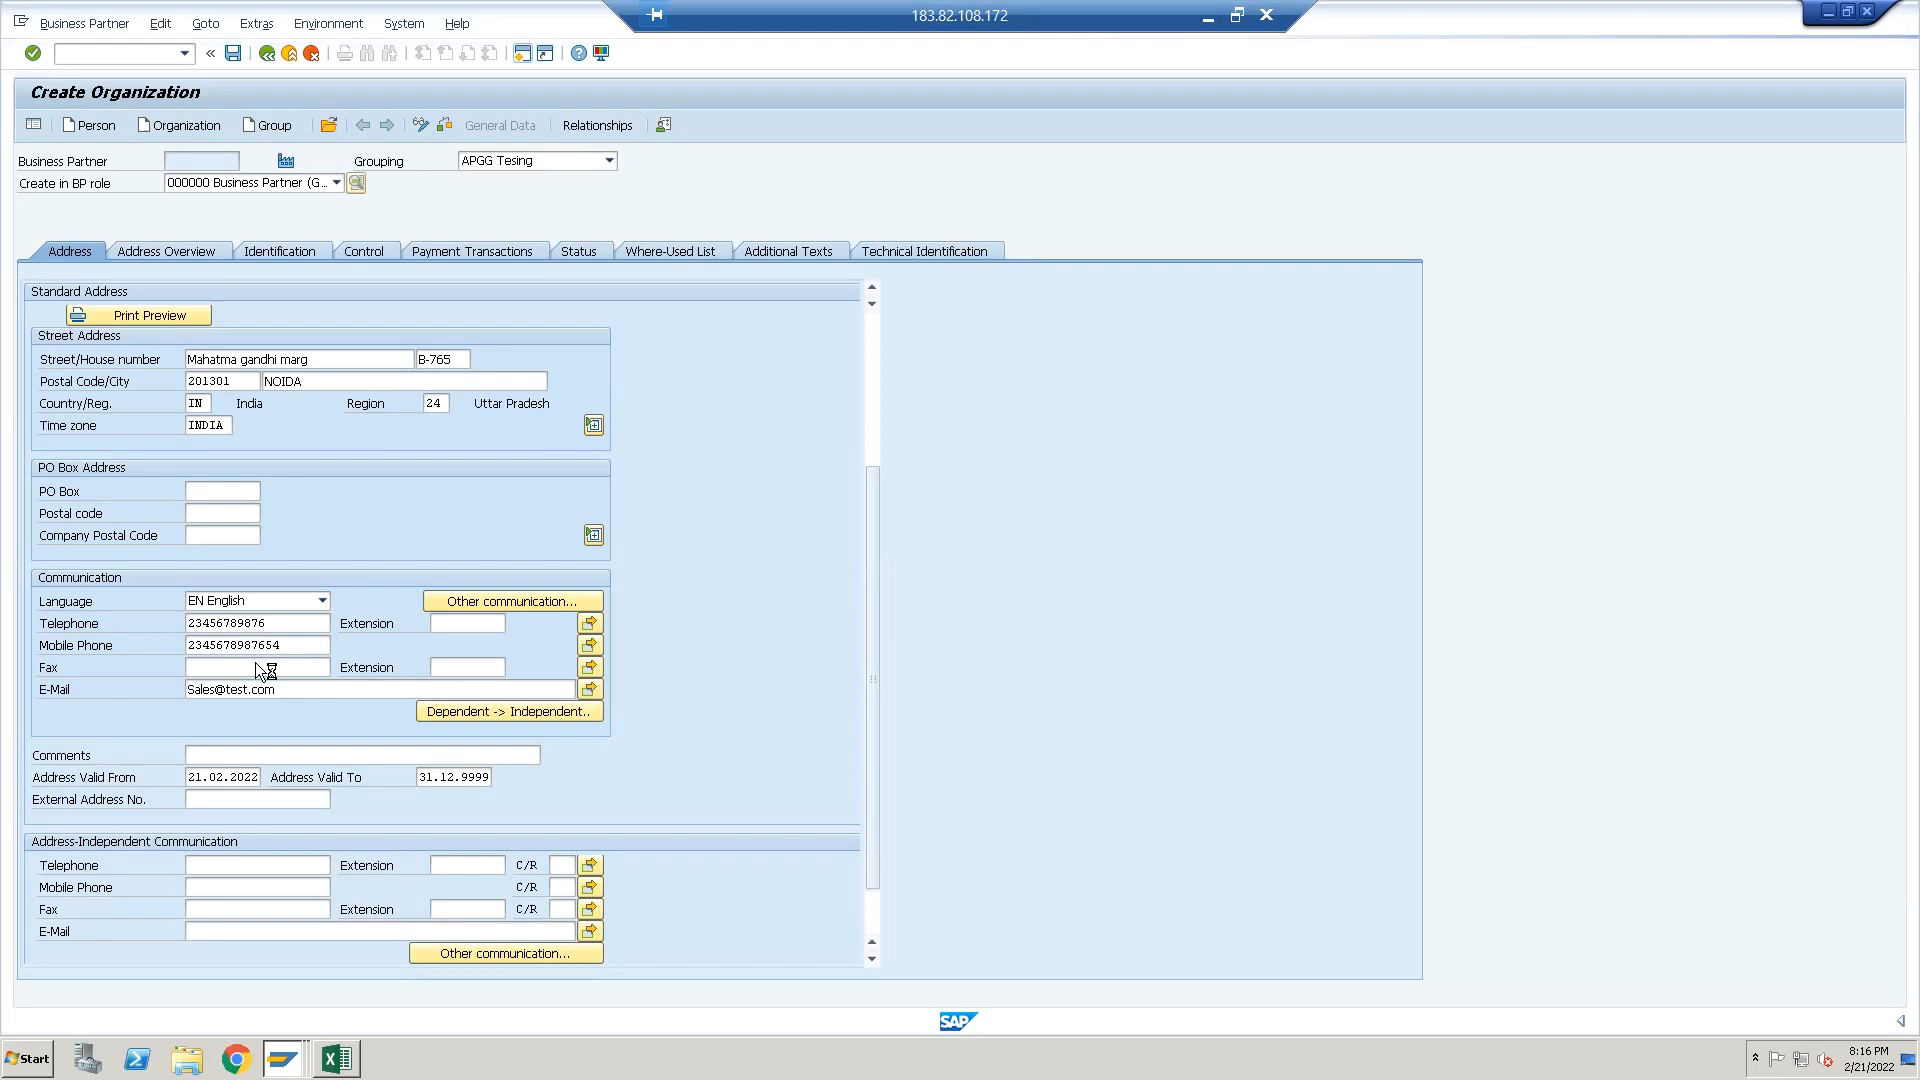 Business Partner Edit Goto Extras Environment System Help
183.82.108.172
Create Organization
Person Organization Group General Data Relationships
Business Partner Grouping APGG Tesing
Create in BP role 000000 Business Partner (G...
Address Address Overview Identification Control Payment Transactions Status Where-Used List Additional Texts Technical Identification
Standard Address
Print Preview
Street Address
Street/House number Mahatma gandhi marg B-765
Postal Code/City 201301 NOIDA
Country/Reg. IN India Region 24 Uttar Pradesh
Time zone INDIA
PO Box Address
PO Box
Postal code
Company Postal Code
Communication
Language EN English Other communication...
Telephone 23456789876 Extension
Mobile Phone 2345678987654
Fax Extension
E-Mail Sales@test.com
Dependent -> Independent..
Comments
Address Valid From 21.02.2022 Address Valid To 31.12.9999
External Address No.
Address-Independent Communication
Telephone Extension C/R
Mobile Phone C/R
Fax Extension C/R
E-Mail
Other communication...
SAP
Start
8:16 PM
2/21/2022